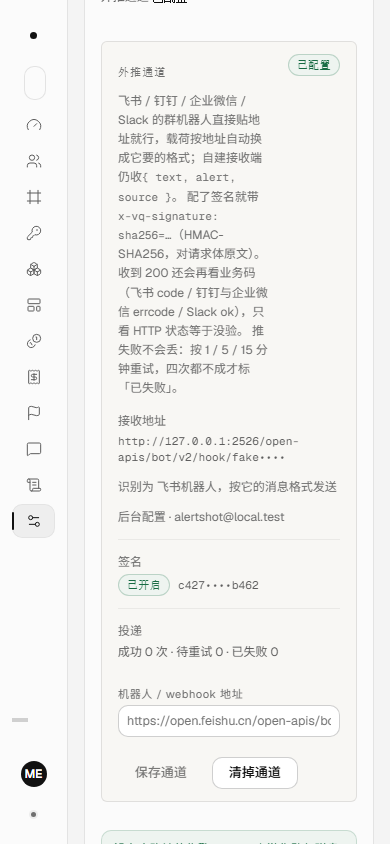 已配置
外推通道
飞书 / 钉钉 / 企业微信 /
Slack 的群机器人直接贴地
址就行，载荷按地址自动换
成它要的格式；自建接收端
仍收{ text, alert,
source }。 配了签名就带
x-vq-signature:
sha256=…（HMAC-
SHA256，对请求体原文）。
收到 200 还会再看业务码
（飞书 code / 钉钉与企业微
信 errcode / Slack ok），只
看 HTTP 状态等于没验。 推
失败不会丢：按 1 / 5 / 15 分
钟重试，四次都不成才标
「已失败」。
接收地址
http://127.0.0.1:2526/open-
apis/bot/v2/hook/fake••••
识别为 飞书机器人，按它的消息格式发送
后台配置 · alertshot@local.test
签名
已开启 c427••••b462
投递
成功 0 次 · 待重试 0 · 已失败 0
机器人 / webhook 地址
https://open.feishu.cn/open-apis/bo
保存通道 清掉通道
ME